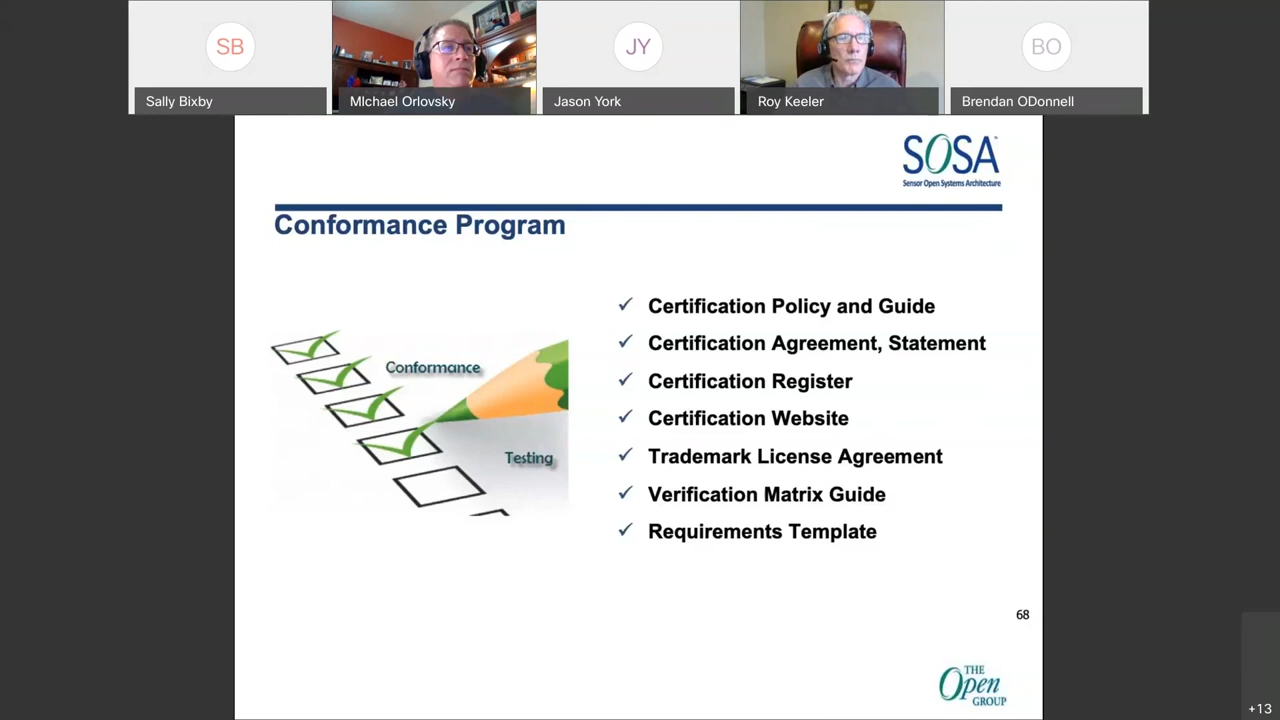 SB
JY
BO
Sally Bixby
MIchael Orlovsky
Jason York
Roy Keeler
Brendan ODonnell
SOSA™
Sensor Open Systems Architecture
Conformance Program
Conformance
Testing
✓ Certification Policy and Guide
✓ Certification Agreement, Statement
✓ Certification Register
✓ Certification Website
✓ Trademark License Agreement
✓ Verification Matrix Guide
✓ Requirements Template
68
THE
Open
GROUP
+13